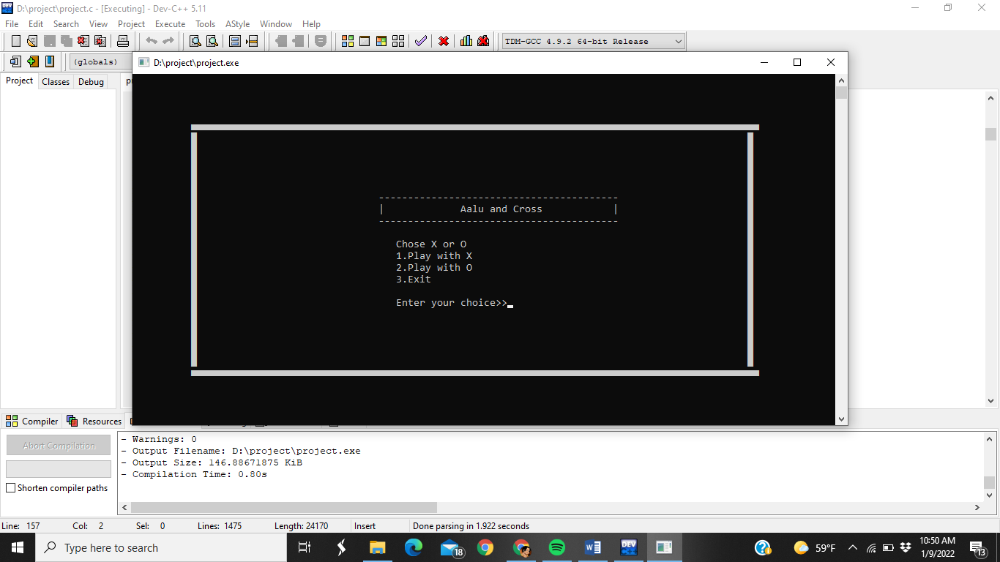 D:\project\project.c - [Executing] - Dev-C++ 5.11
File Edit Search View Project Execute Tools AStyle Window Help
TDM-GCC 4.9.2 64-bit Release
(globals)
D:\project\project.exe
Project Classes Debug
----------------------------------------
| Aalu and Cross |
----------------------------------------
Chose X or O
1.Play with X
2.Play with O
3.Exit
Enter your choice>>
Compiler Resources
Abort Compilation
Shorten compiler paths
- Warnings: 0
- Output Filename: D:\project\project.exe
- Output Size: 146.88671875 KiB
- Compilation Time: 0.80s
Line: 157 Col: 2 Sel: 0 Lines: 1475 Length: 24170 Insert Done parsing in 1.922 seconds
Type here to search
18
DEV
59°F
10:50 AM
1/9/2022
13